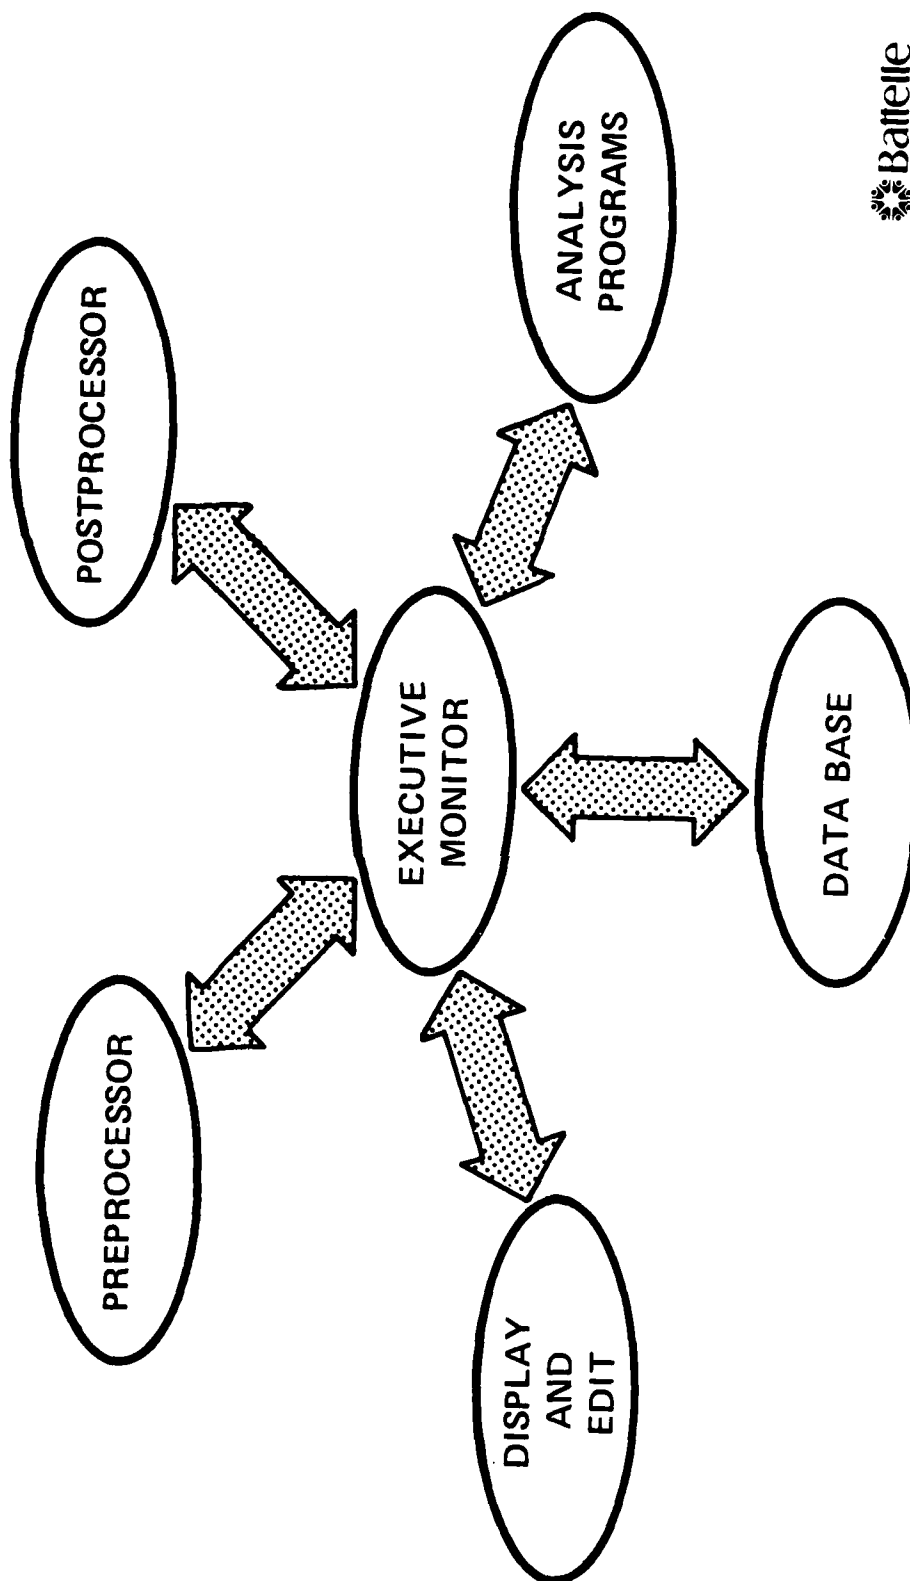 PREPROCESSOR
POSTPROCESSOR
EXECUTIVE
MONITOR
DISPLAY
AND
EDIT
ANALYSIS
PROGRAMS
DATA BASE
Battelle